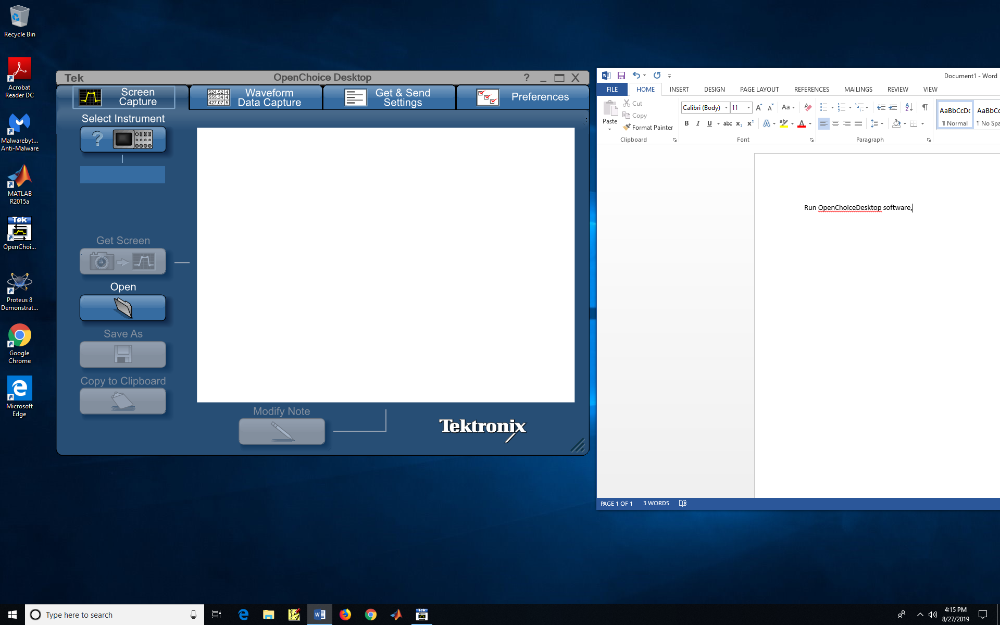 Recycle Bin
Acrobat
Reader DC
Malwarebyt...
Anti-Malware
MATLAB
R2015a
Tek
OpenChoi...
Proteus 8
Demonstrat...
Google
Chrome
Microsoft
Edge
Tek
OpenChoice Desktop
?
X
Screen
Capture
524.52 4
555.34 4
427.07 5
Waveform
Data Capture
Get & Send
Settings
Preferences
Select Instrument
?
Get Screen
Open
Save As
Copy to Clipboard
Modify Note
Tektronix
Document1 - Word
FILE
HOME
INSERT
DESIGN
PAGE LAYOUT
REFERENCES
MAILINGS
REVIEW
VIEW
Paste
Cut
Copy
Format Painter
Clipboard
Calibri (Body)
11
Aa
B I U abc x₂ x²
Font
Paragraph
AaBbCcDc
¶ Normal
AaBbCc
¶ No Spa
Run OpenChoiceDesktop software,
PAGE 1 OF 1
3 WORDS
Type here to search
Tek
4:15 PM
8/27/2019